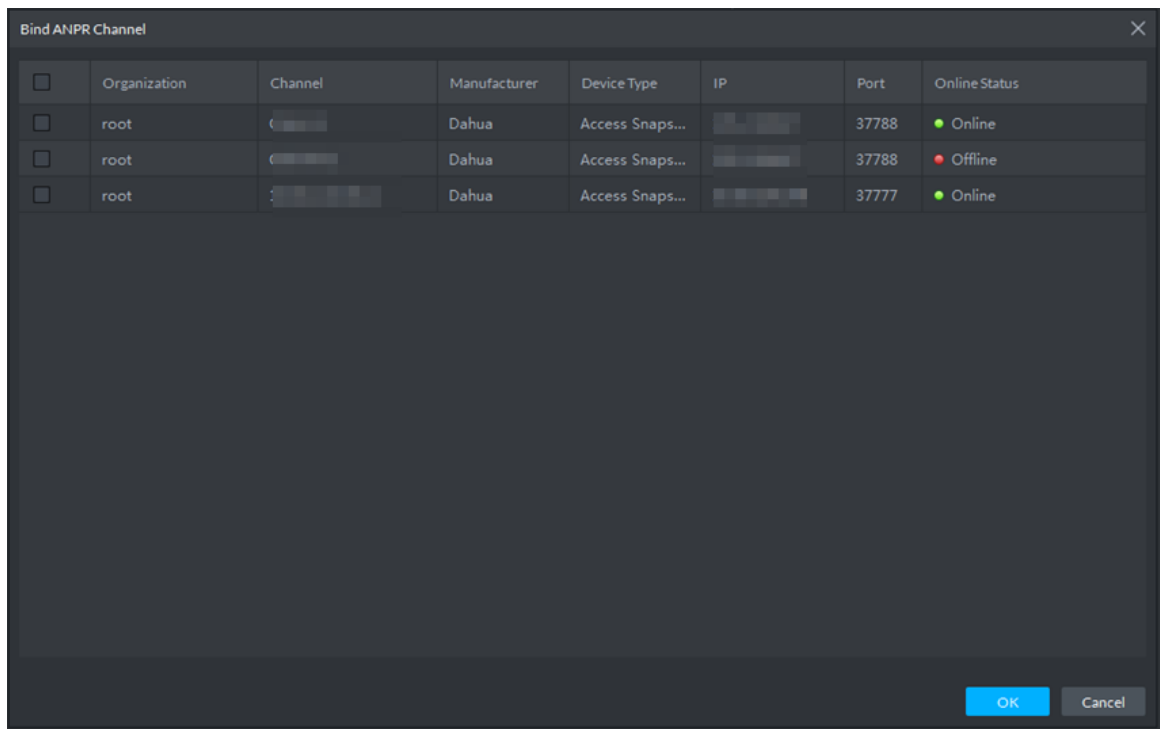 Bind ANPR Channel
Organization Channel Manufacturer Device Type IP Port Online Status
root Dahua Access Snaps... 37788 Online
root Dahua Access Snaps... 37788 Offline
root Dahua Access Snaps... 37777 Online
OK Cancel